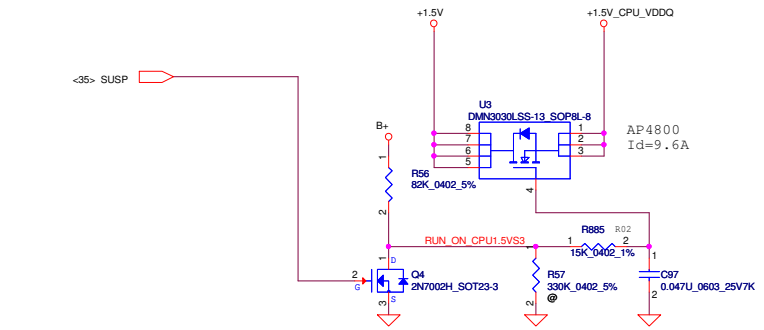 +1.5V
+1.5V_CPU_VDDQ
<35> SUSP
U3
DMN3030LSS-13_SOP8L-8
8
7
6
5
1
2
3
4
AP4800
Id=9.6A
B+
1
R56
82K_0402_5%
2
RUN_ON_CPU1.5VS3
1
R885
R02
2
15K_0402_1%
1
D
2
G
Q4
2N7002H_SOT23-3
S
3
1
R57
330K_0402_5%
@
2
1
C97
0.047U_0603_25V7K
2